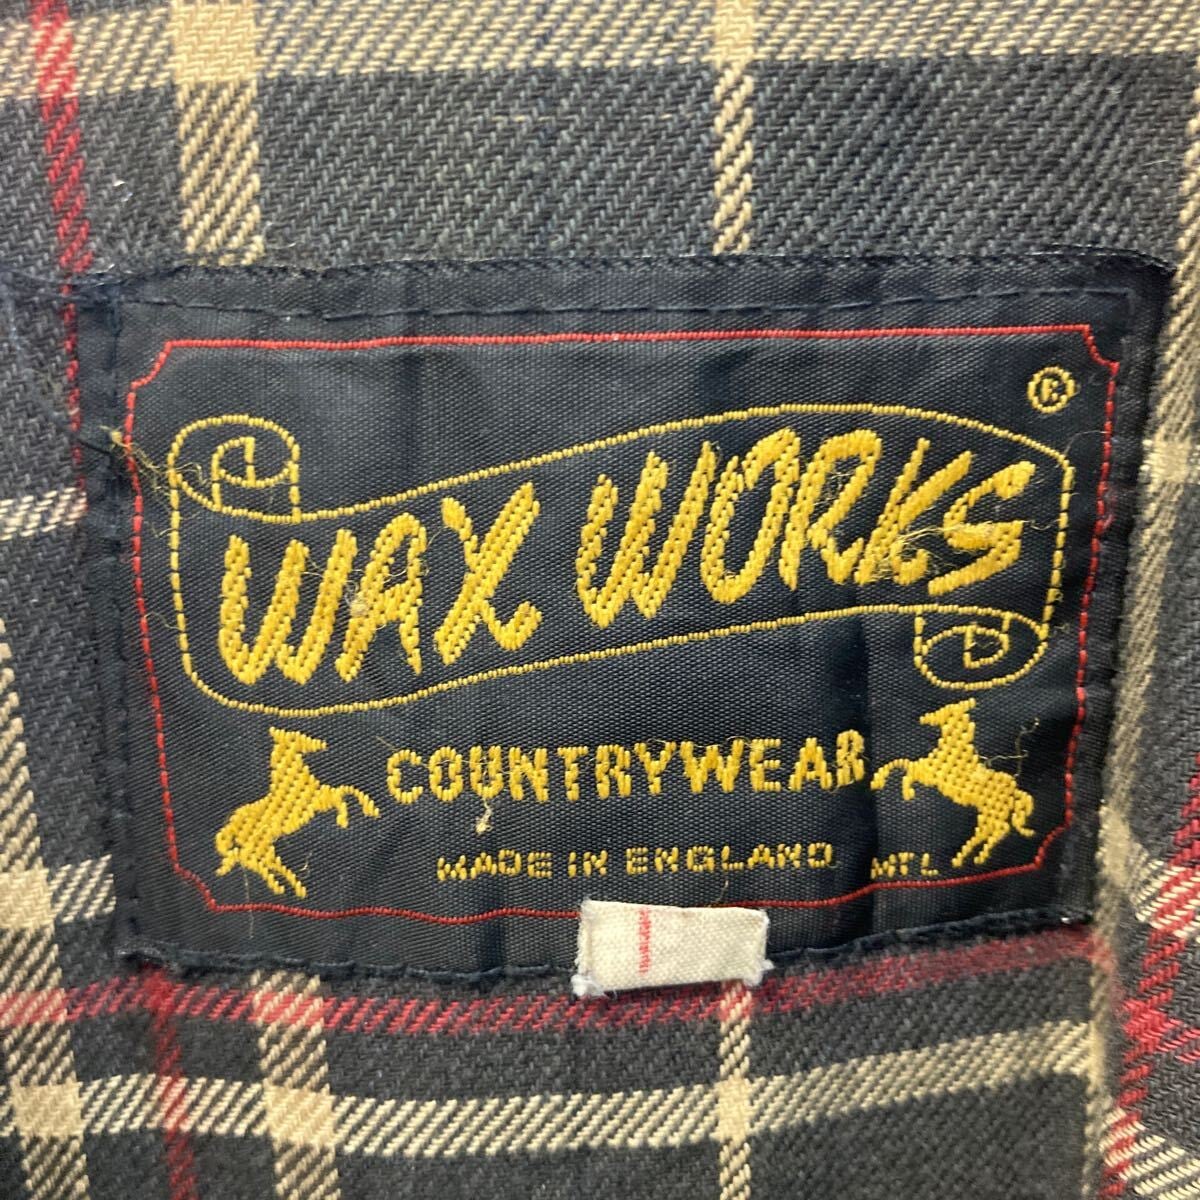 ®
WAX WORKS
COUNTRYWEAR
MADE IN ENGLAND MTL